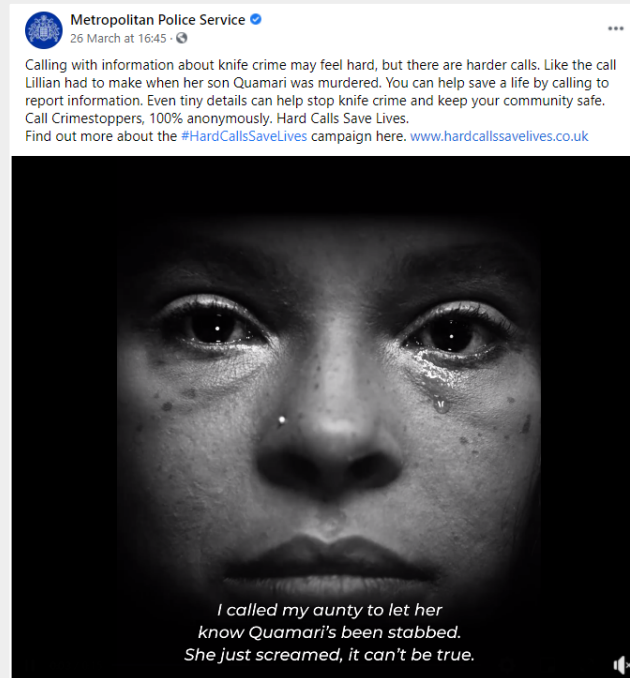 Metropolitan Police Service
26 March at 16:45 ·
Calling with information about knife crime may feel hard, but there are harder calls. Like the call
Lillian had to make when her son Quamari was murdered. You can help save a life by calling to
report information. Even tiny details can help stop knife crime and keep your community safe.
Call Crimestoppers, 100% anonymously. Hard Calls Save Lives.
Find out more about the #HardCallsSaveLives campaign here. www.hardcallssavelives.co.uk
I called my aunty to let her
know Quamari's been stabbed.
She just screamed, it can't be true.